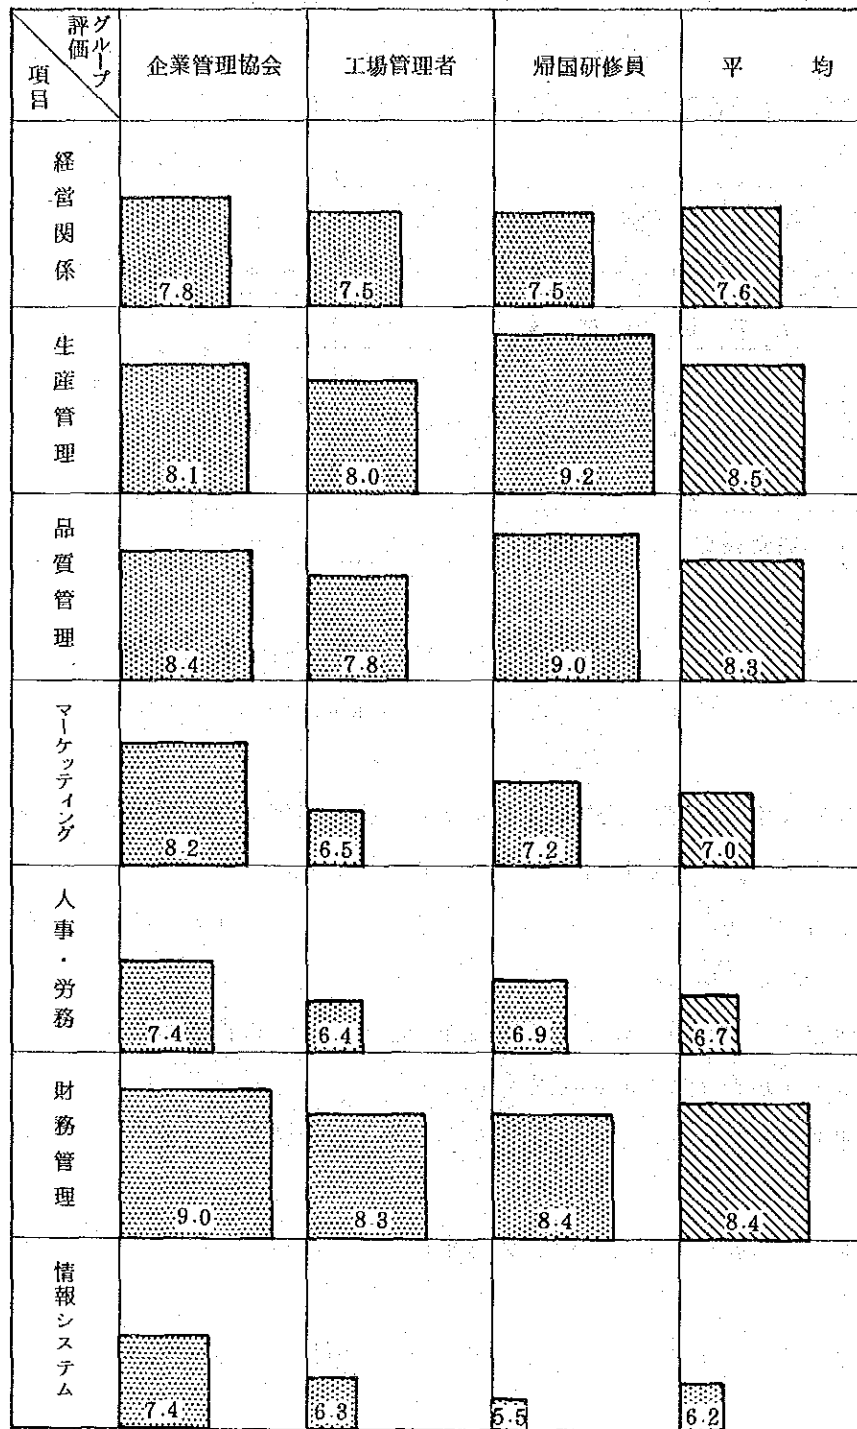 評価グループ
項目
企業管理協会 工場管理者 帰国研修員 平均
経営関係 7.8 7.5 7.5 7.6
生産管理 8.1 8.0 9.2 8.5
品質管理 8.4 7.8 9.0 8.3
マーケッティング 8.2 6.5 7.2 7.0
人事・労務 7.4 6.4 6.9 6.7
財務管理 9.0 8.3 8.4 8.4
情報システム 7.4 6.3 5.5 6.2